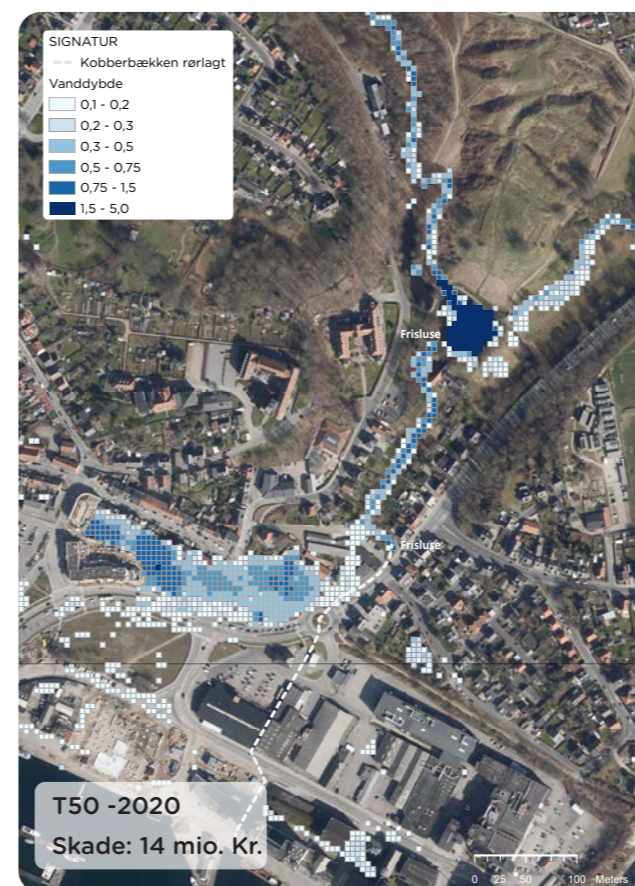 SIGNATUR
Kobberbækken rørlagt
Vanddybde
0,1 - 0,2
0,2 - 0,3
0,3 - 0,5
0,5 - 0,75
0,75 - 1,5
1,5 - 5,0
Frisluse
Frisluse
T50 -2020
Skade: 14 mio. Kr.
0 25 50 100 Meters